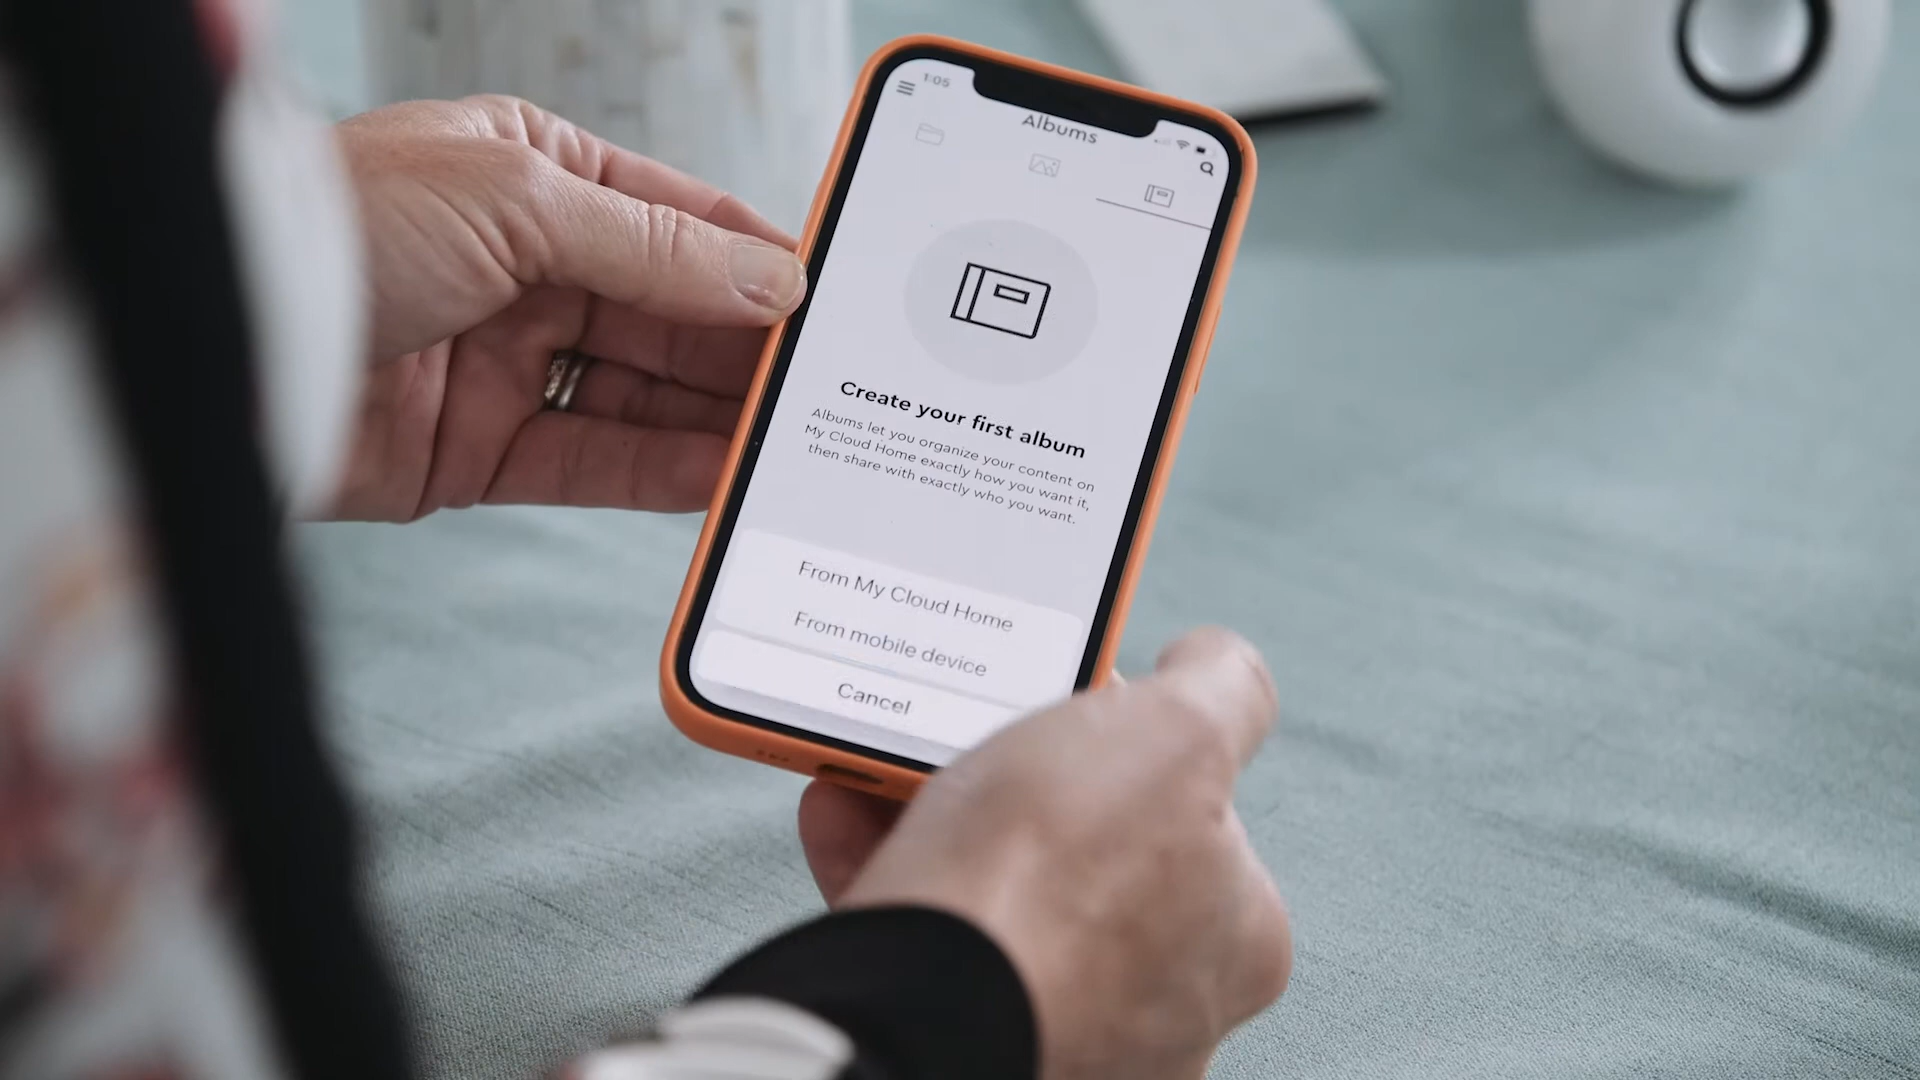 1:05
Albums
Create your first album
Albums let you organize your content on
My Cloud Home exactly how you want it,
then share with exactly who you want.
From My Cloud Home
From mobile device
Cancel